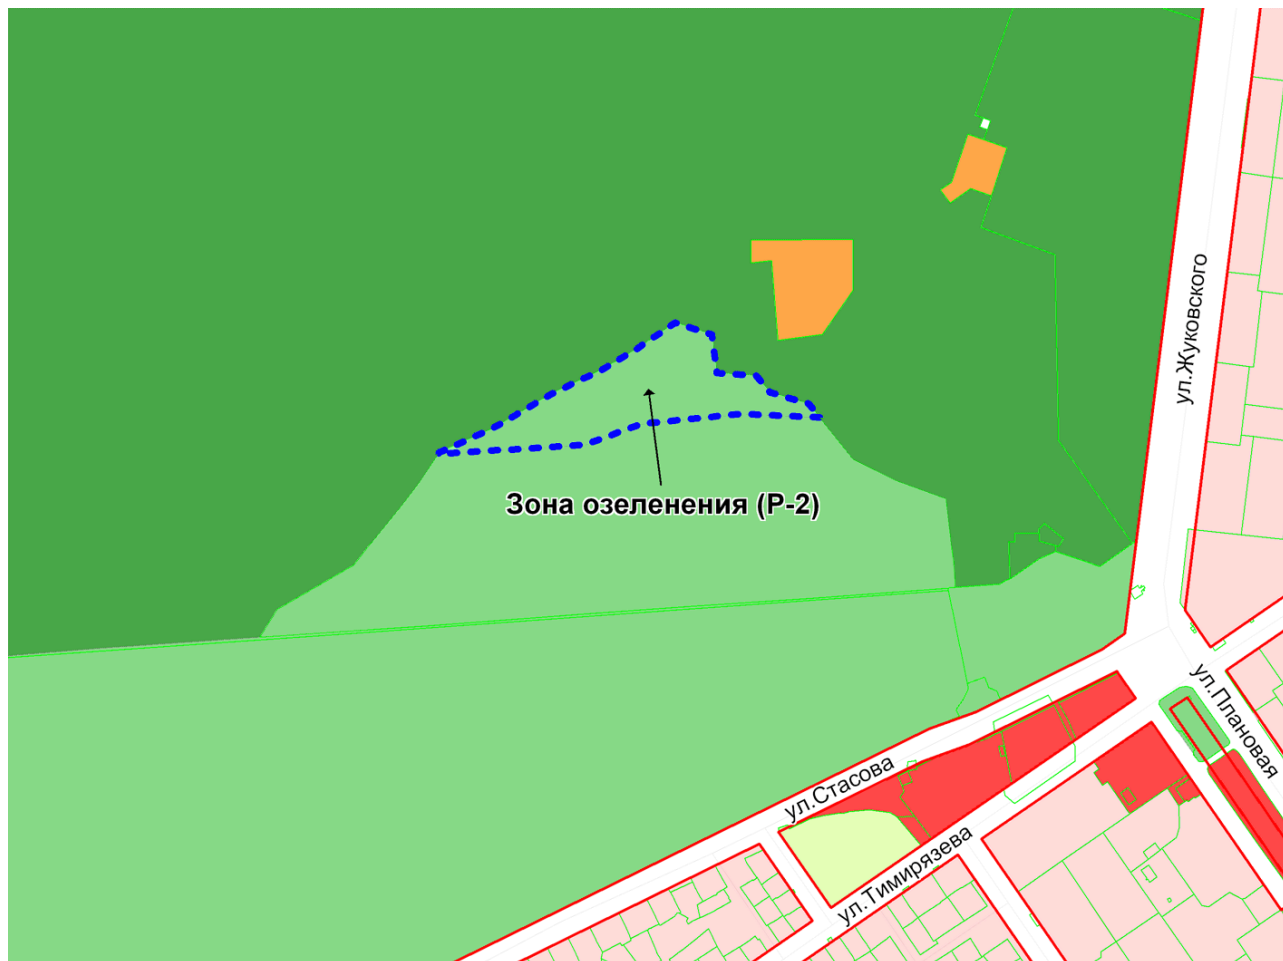 ул.Жуковского
Зона озеленения (Р-2)
ул.Плановая
ул.Стасова
ул.Тимирязева